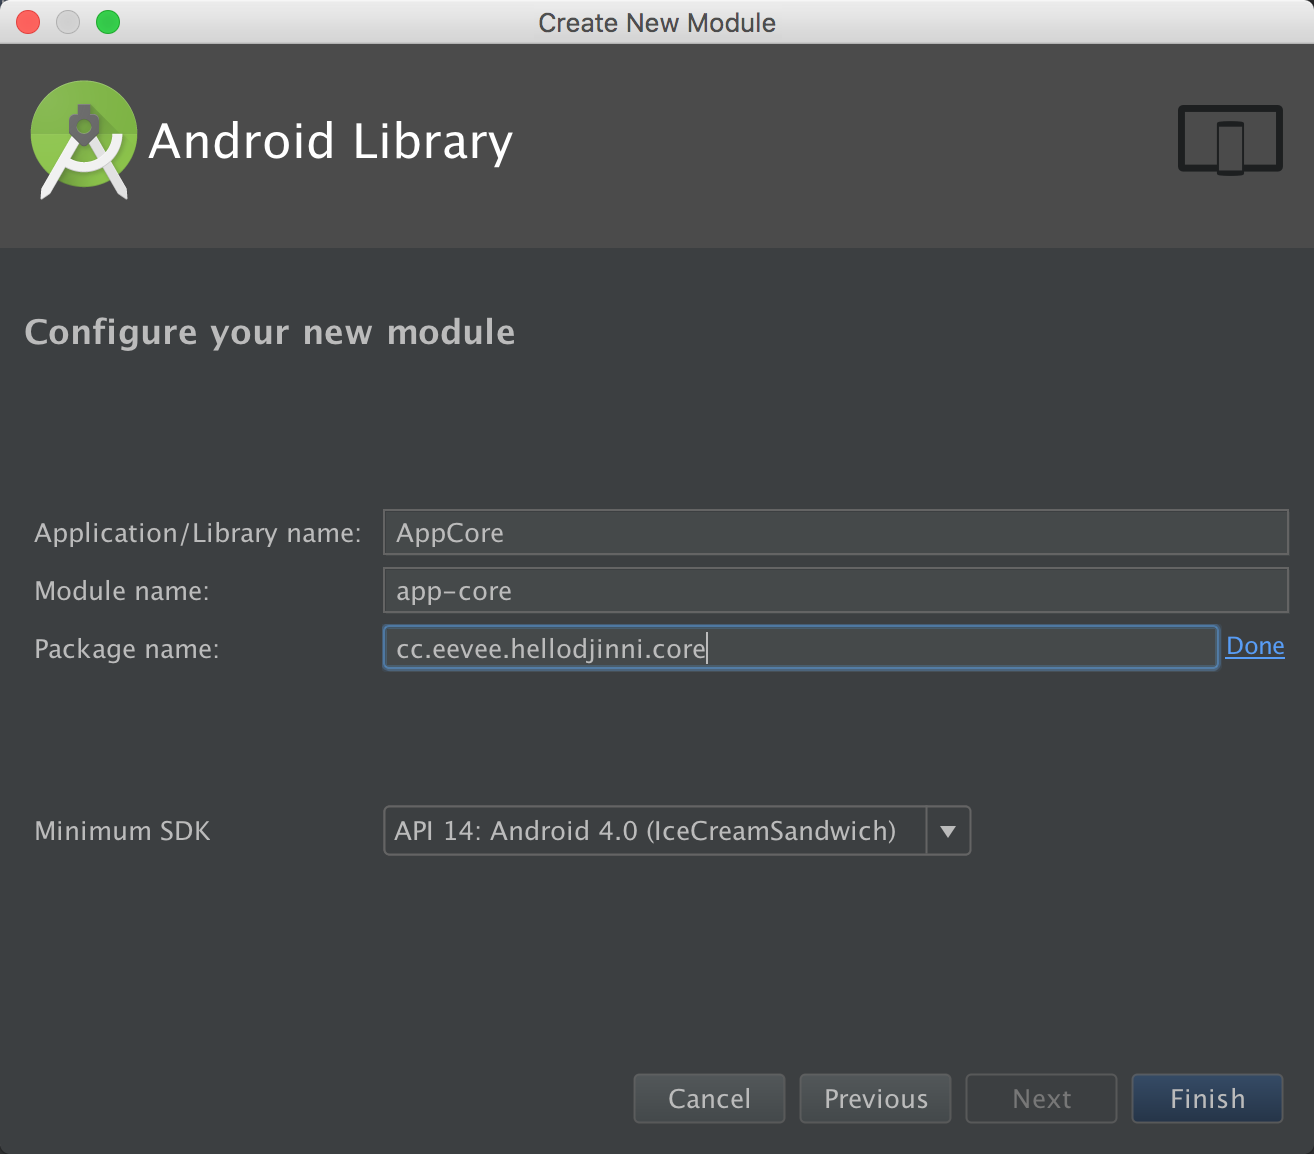 Create New Module
Android Library
Configure your new module
Application/Library name: AppCore
Module name: app-core
Package name: cc.eevee.hellodjinni.core Done
Minimum SDK API 14: Android 4.0 (IceCreamSandwich)
Cancel Previous Next Finish